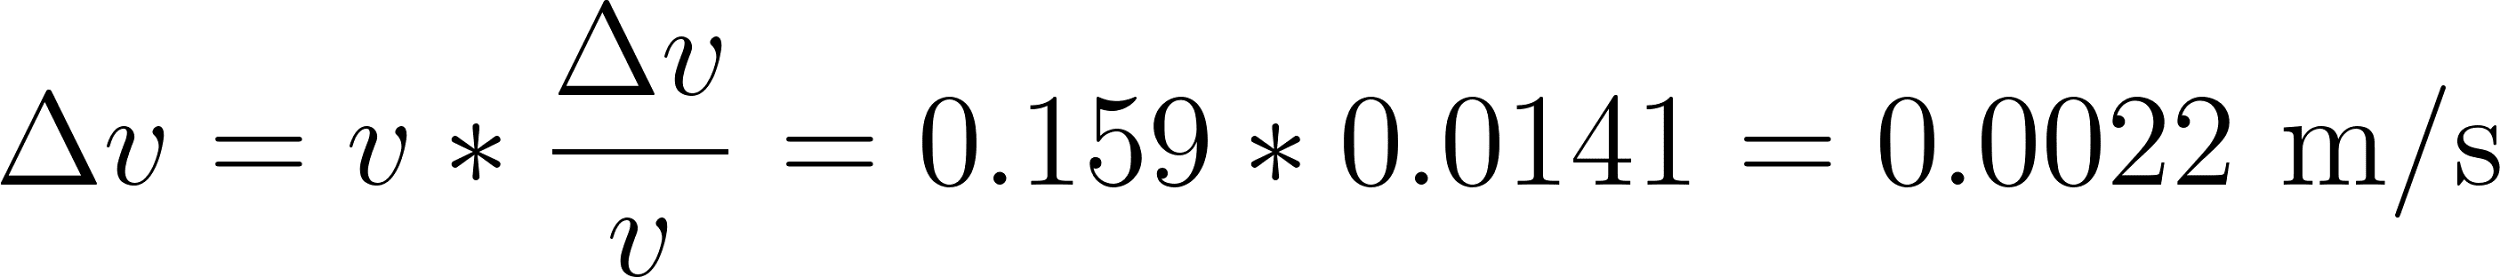 Δv = v * Δv/v = 0.159 * 0.0141 = 0.0022 m/s